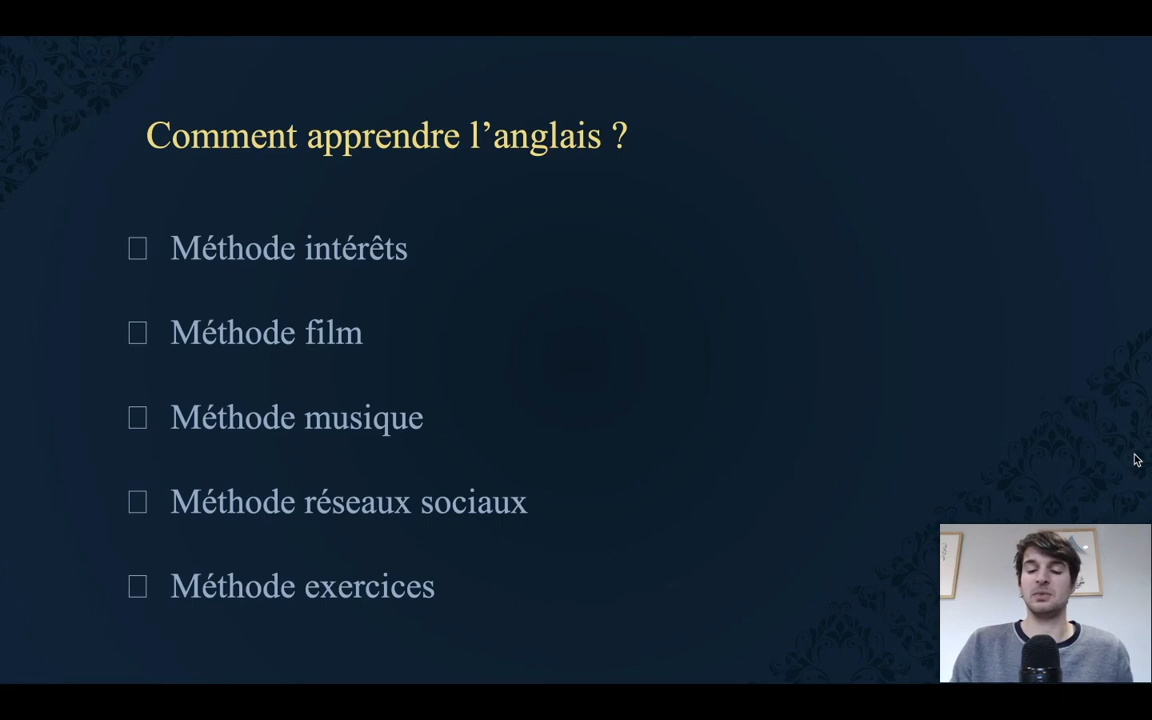 Comment apprendre l’anglais ?
Méthode intérêts
Méthode film
Méthode musique
Méthode réseaux sociaux
Méthode exercices